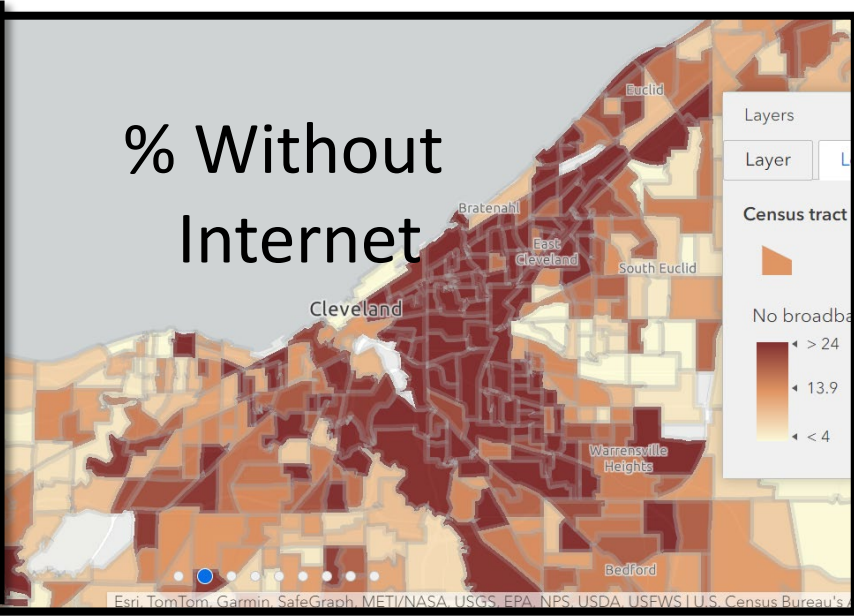 % Without
Internet
Euclid
Bratenahl
East
Cleveland
South Euclid
Cleveland
Warrensville
Heights
Bedford
Layers
Layer
L
Census tract
No broadba
> 24
13.9
< 4
Esri, TomTom, Garmin, SafeGraph, METI/NASA, USGS, EPA, NPS, USDA, USFWS | U.S. Census Bureau's A